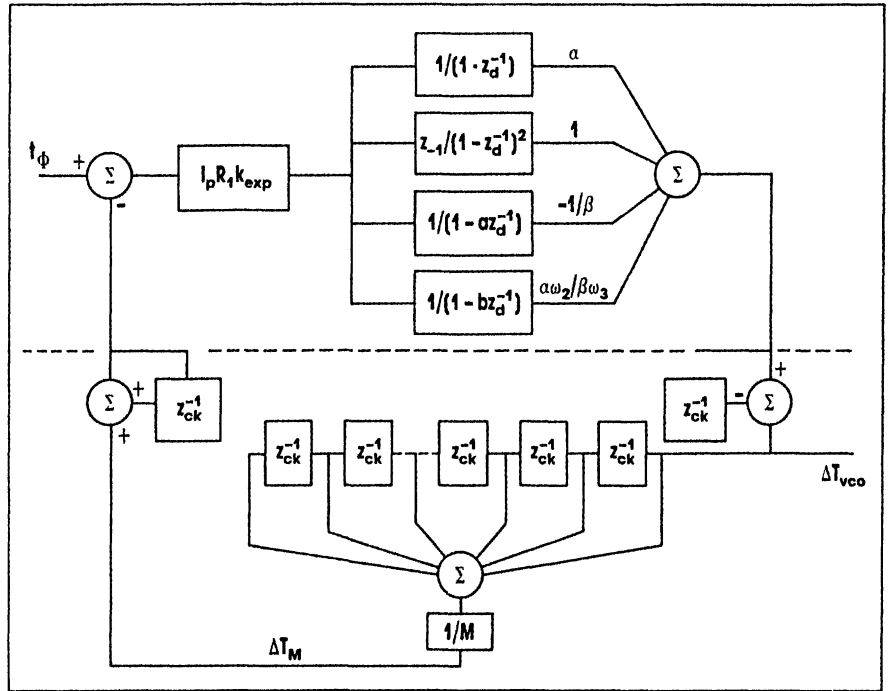 1/(1 · z_d^-1)
α
z_-1/(1 - z_d^-1)^2
1
t_ϕ
+
Σ
-
I_pR_1k_exp
Σ
1/(1 - az_d^-1)
-1/β
1/(1 - bz_d^-1)
αω_2/βω_3
Σ
+
+
z_ck^-1
z_ck^-1
-
+
Σ
z_ck^-1
z_ck^-1
z_ck^-1
z_ck^-1
z_ck^-1
ΔT_vco
Σ
1/M
ΔT_M